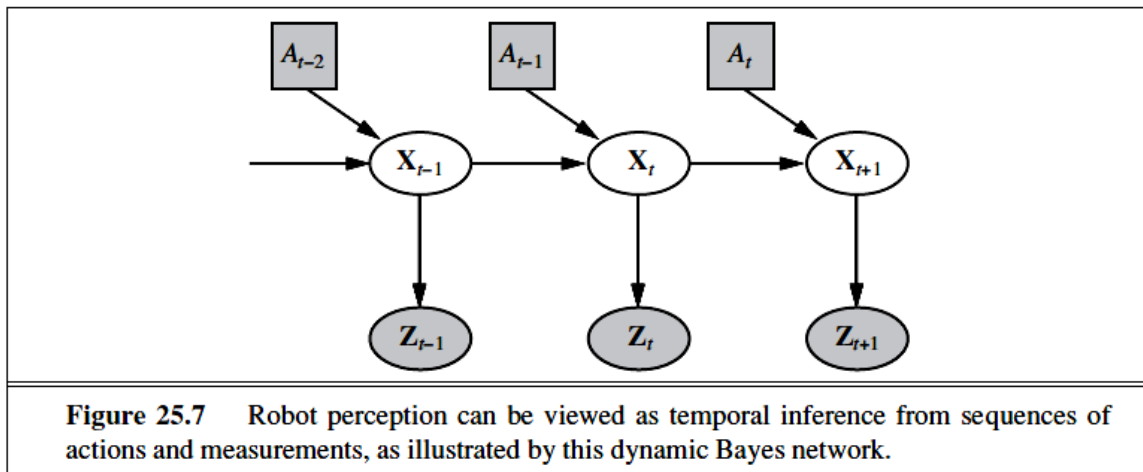 A_{t−2} A_{t−1} A_t
X_{t−1} X_t X_{t+1}
Z_{t−1} Z_t Z_{t+1}
Figure 25.7 Robot perception can be viewed as temporal inference from sequences of
actions and measurements, as illustrated by this dynamic Bayes network.